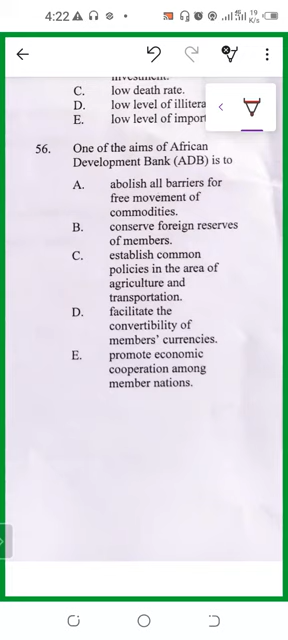 4:22
19
K/s
investment.
C. low death rate.
D. low level of illitera
E. low level of import
56. One of the aims of African
Development Bank (ADB) is to
A. abolish all barriers for
free movement of
commodities.
B. conserve foreign reserves
of members.
C. establish common
policies in the area of
agriculture and
transportation.
D. facilitate the
convertibility of
members' currencies.
E. promote economic
cooperation among
member nations.